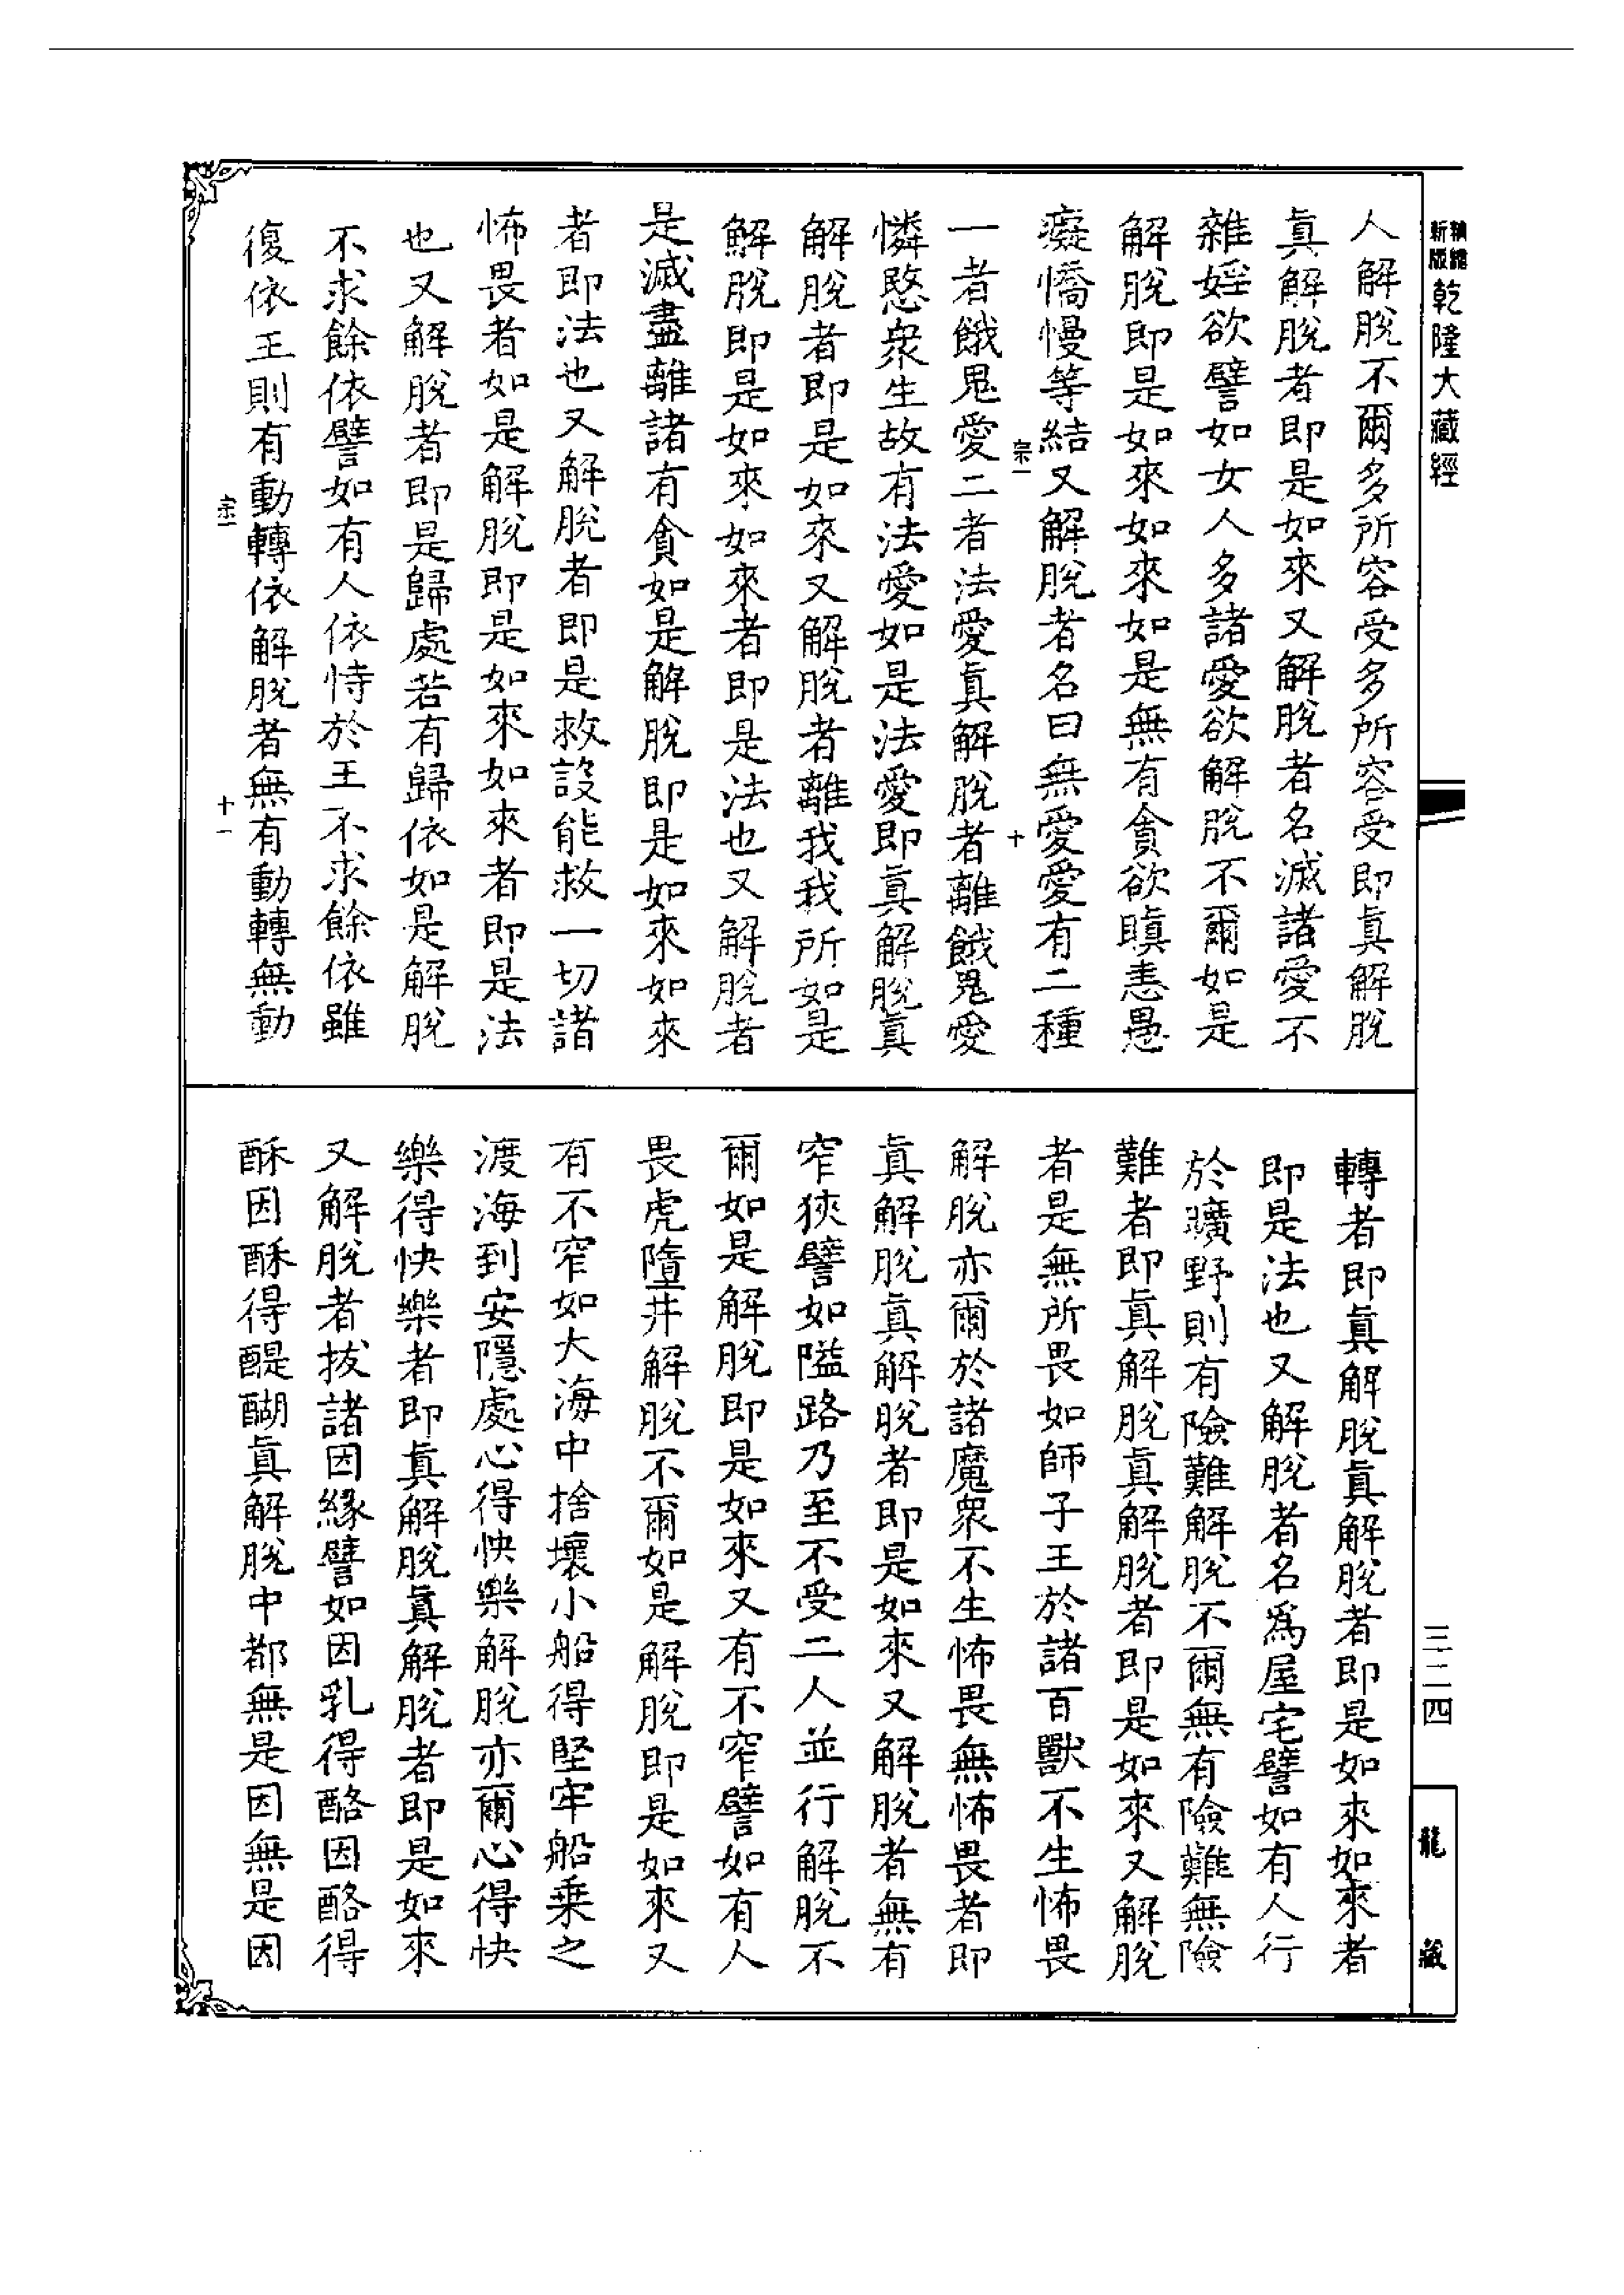 新版精縮乾隆大藏經
人解脫不爾多所容受多所容受即真解脫
真解脫者即是如來又解脫者名滅諸愛不
雜婬欲譬如女人多諸愛欲解脫不爾如是
解脫即是如來如來如是無有貪欲瞋恚愚
癡憍慢等結又解脫者名曰無愛愛有二種
宗一 十
一者餓鬼愛二者法愛真解脫者離餓鬼愛
憐愍衆生故有法愛如是法愛即真解脫真
解脫者即是如來又解脫者離我我所如是
解脫即是如來如來者即是法也又解脫者
是滅盡離諸有貪如是解脫即是如來如來
者即法也又解脫者即是救設能救一切諸
怖畏者如是解脫即是如來如來者即是法
也又解脫者即是歸處若有歸依如是解脫
不求餘依譬如有人依恃於王不求餘依雖
復依王則有動轉依解脫者無有動轉無動
宗一 十一
轉者即真解脫真解脫者即是如來如來者
即是法也又解脫者名爲屋宅譬如有人行
於曠野則有險難解脫不爾無有險難無險
難者即真解脫真解脫者即是如來又解脫
者是無所畏如師子王於諸百獸不生怖畏
解脫亦爾於諸魔衆不生怖畏無怖畏者即
真解脫真解脫者即是如來又解脫者無有
窄狹譬如隘路乃至不受二人並行解脫不
爾如是解脫即是如來又有不窄譬如有人
畏虎墮井解脫不爾如是解脫即是如來又
有不窄如大海中捨壞小船得堅牢船乗之
渡海到安隱處心得快樂解脫亦爾心得快
樂得快樂者即真解脫真解脫者即是如來
又解脫者拔諸因緣譬如因乳得酪因酪得
酥因酥得醍醐真解脫中都無是因無是因
三二四
龍藏